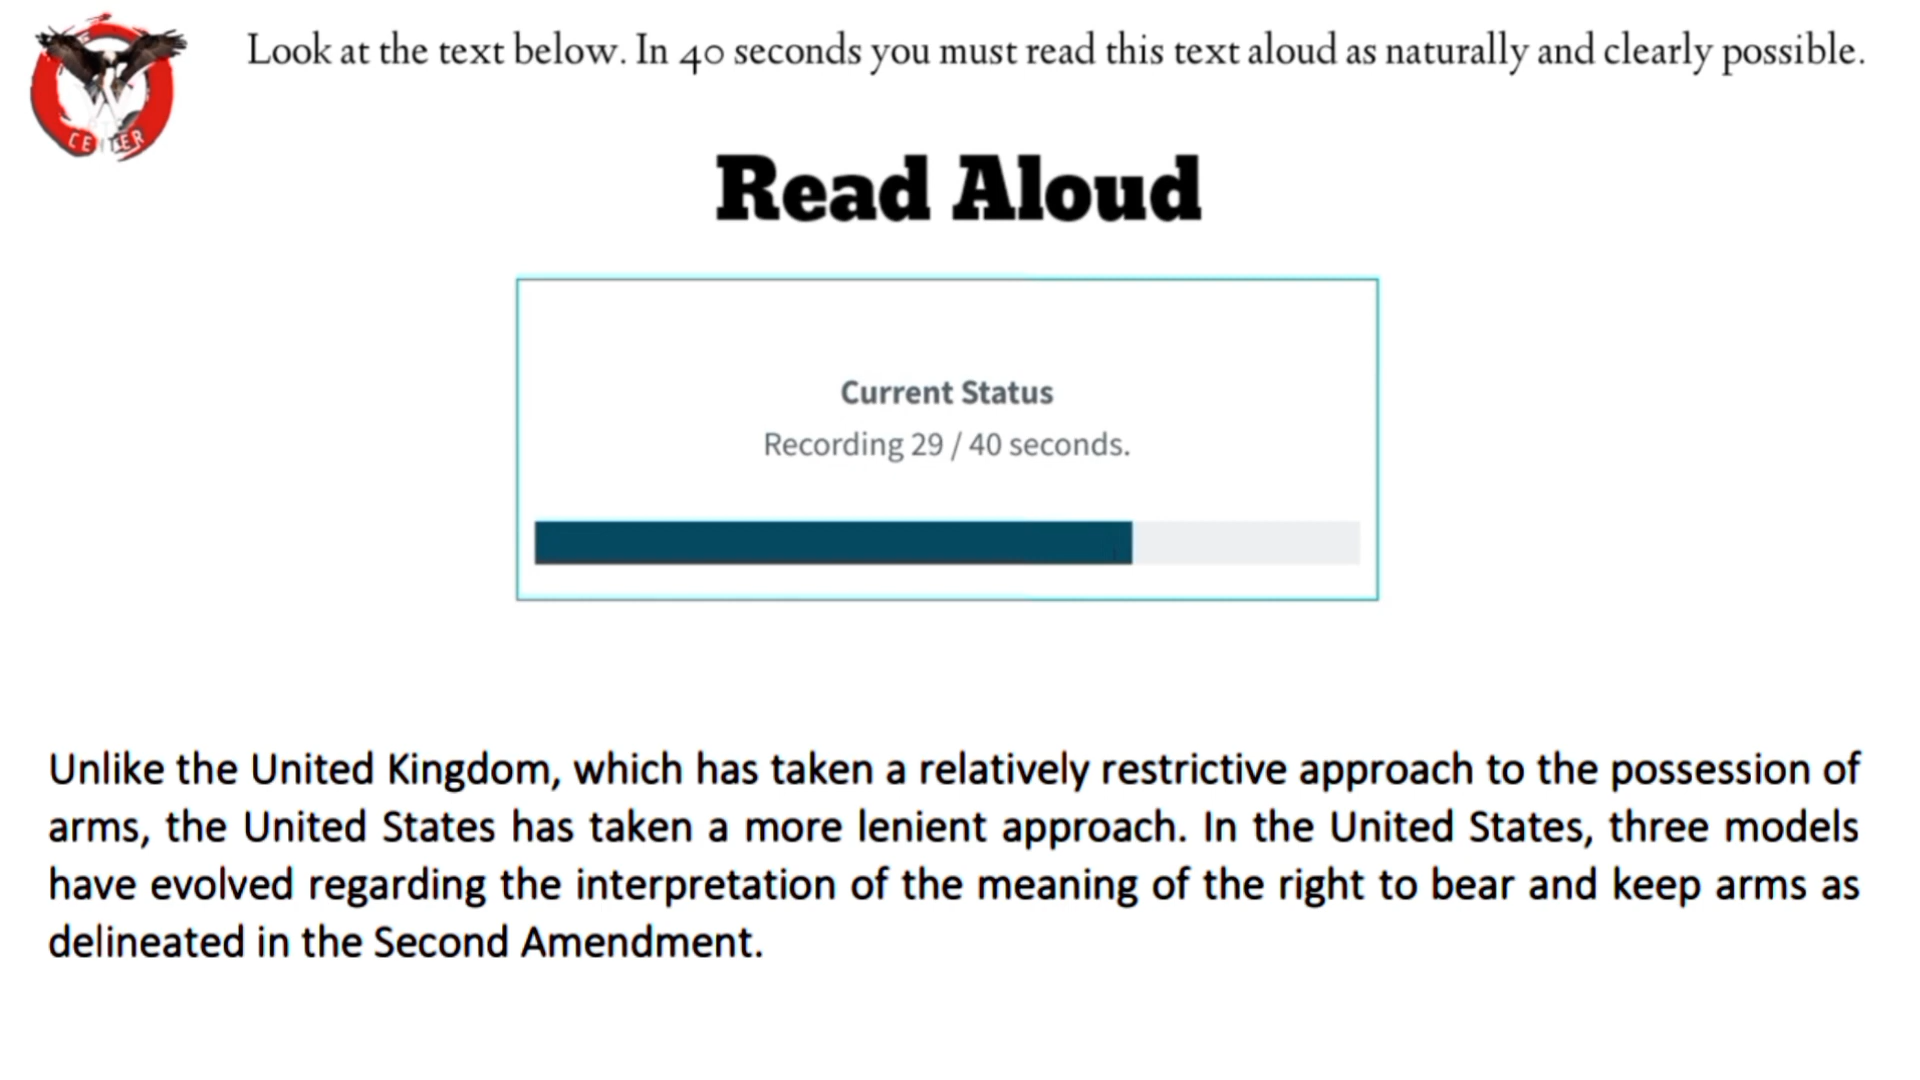 Look at the text below. In 40 seconds you must read this text aloud as naturally and clearly possible.
CENTER
Read Aloud
Current Status
Recording 29 / 40 seconds.
Unlike the United Kingdom, which has taken a relatively restrictive approach to the possession of
arms, the United States has taken a more lenient approach. In the United States, three models
have evolved regarding the interpretation of the meaning of the right to bear and keep arms as
delineated in the Second Amendment.